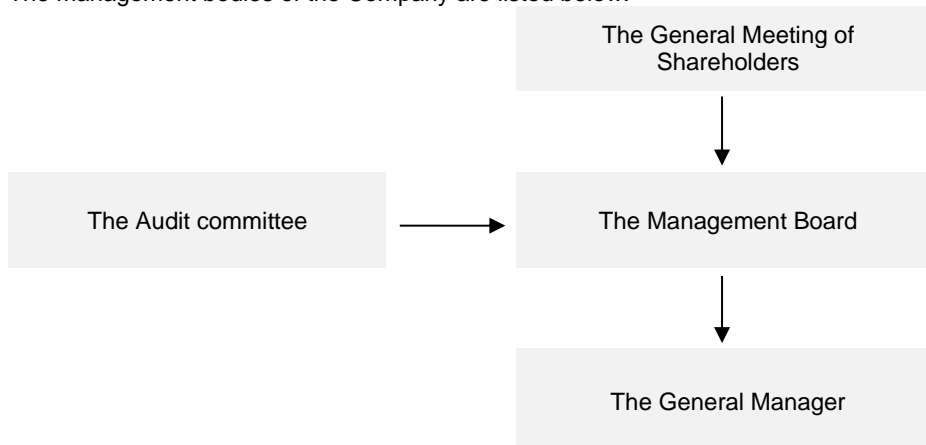 The management bodies of the Company are listed below:
The General Meeting of
Shareholders
The Audit committee
The Management Board
The General Manager